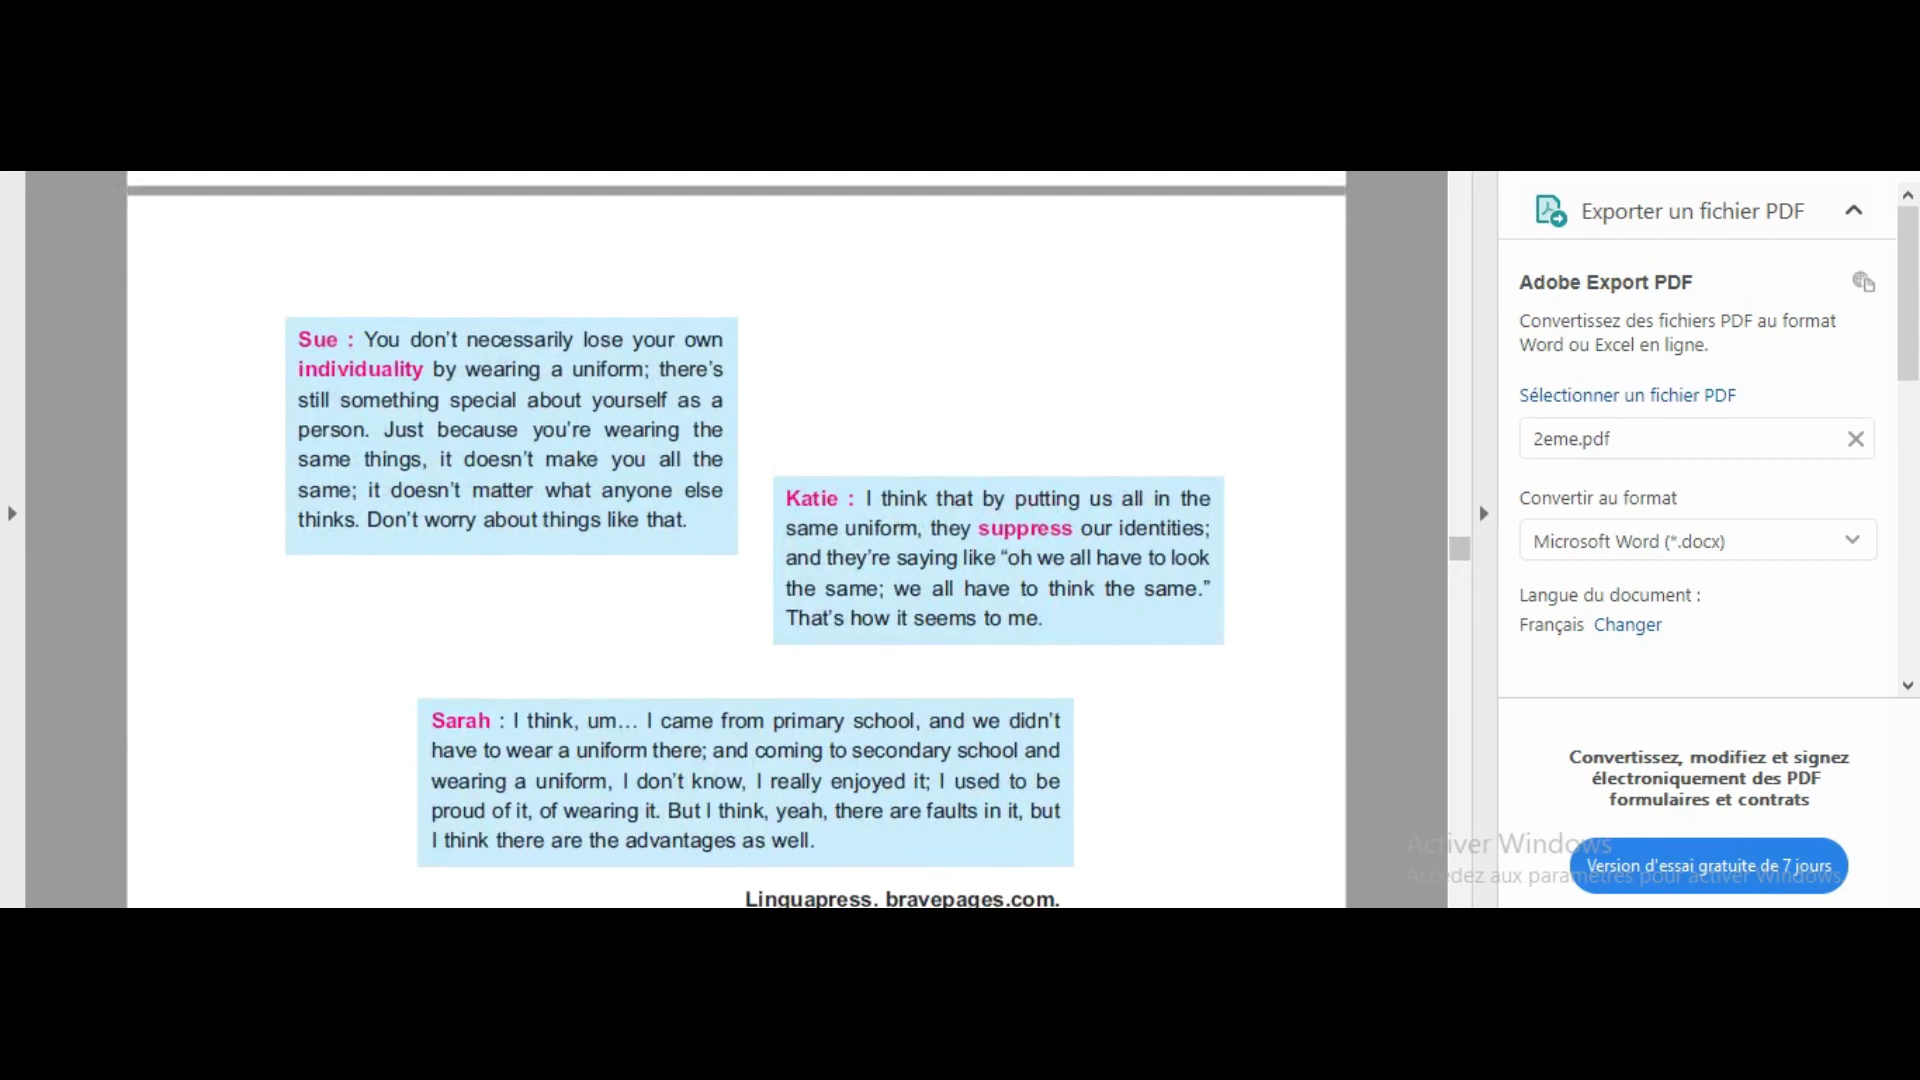 Sue : You don't necessarily lose your own
individuality by wearing a uniform; there's
still something special about yourself as a
person. Just because you're wearing the
same things, it doesn't make you all the
same; it doesn't matter what anyone else
thinks. Don't worry about things like that.
Katie : I think that by putting us all in the
same uniform, they suppress our identities;
and they're saying like “oh we all have to look
the same; we all have to think the same.”
That's how it seems to me.
Sarah : I think, um... I came from primary school, and we didn't
have to wear a uniform there; and coming to secondary school and
wearing a uniform, I don't know, I really enjoyed it; I used to be
proud of it, of wearing it. But I think, yeah, there are faults in it, but
I think there are the advantages as well.
Linguapress. bravepages.com.
Exporter un fichier PDF
Adobe Export PDF
Convertissez des fichiers PDF au format
Word ou Excel en ligne.
Sélectionner un fichier PDF
2eme.pdf
Convertir au format
Microsoft Word (*.docx)
Langue du document :
Français Changer
Convertissez, modifiez et signez
électroniquement des PDF
formulaires et contrats
Activer Windows
Accédez aux paramètres pour activer Windows.
Version d'essai gratuite de 7 jours